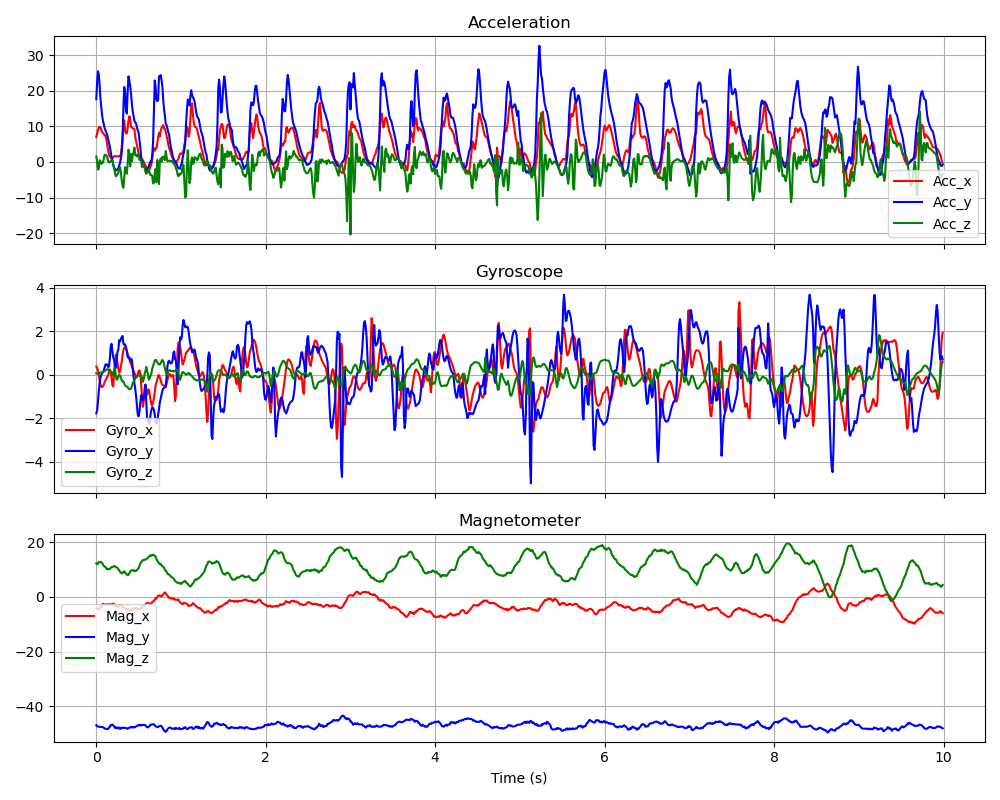 Acceleration
30
20
10
0
−10
−20
Acc_x
Acc_y
Acc_z
Gyroscope
4
2
0
−2
−4
Gyro_x
Gyro_y
Gyro_z
Magnetometer
20
0
−20
−40
Mag_x
Mag_y
Mag_z
0 2 4 6 8 10
Time (s)